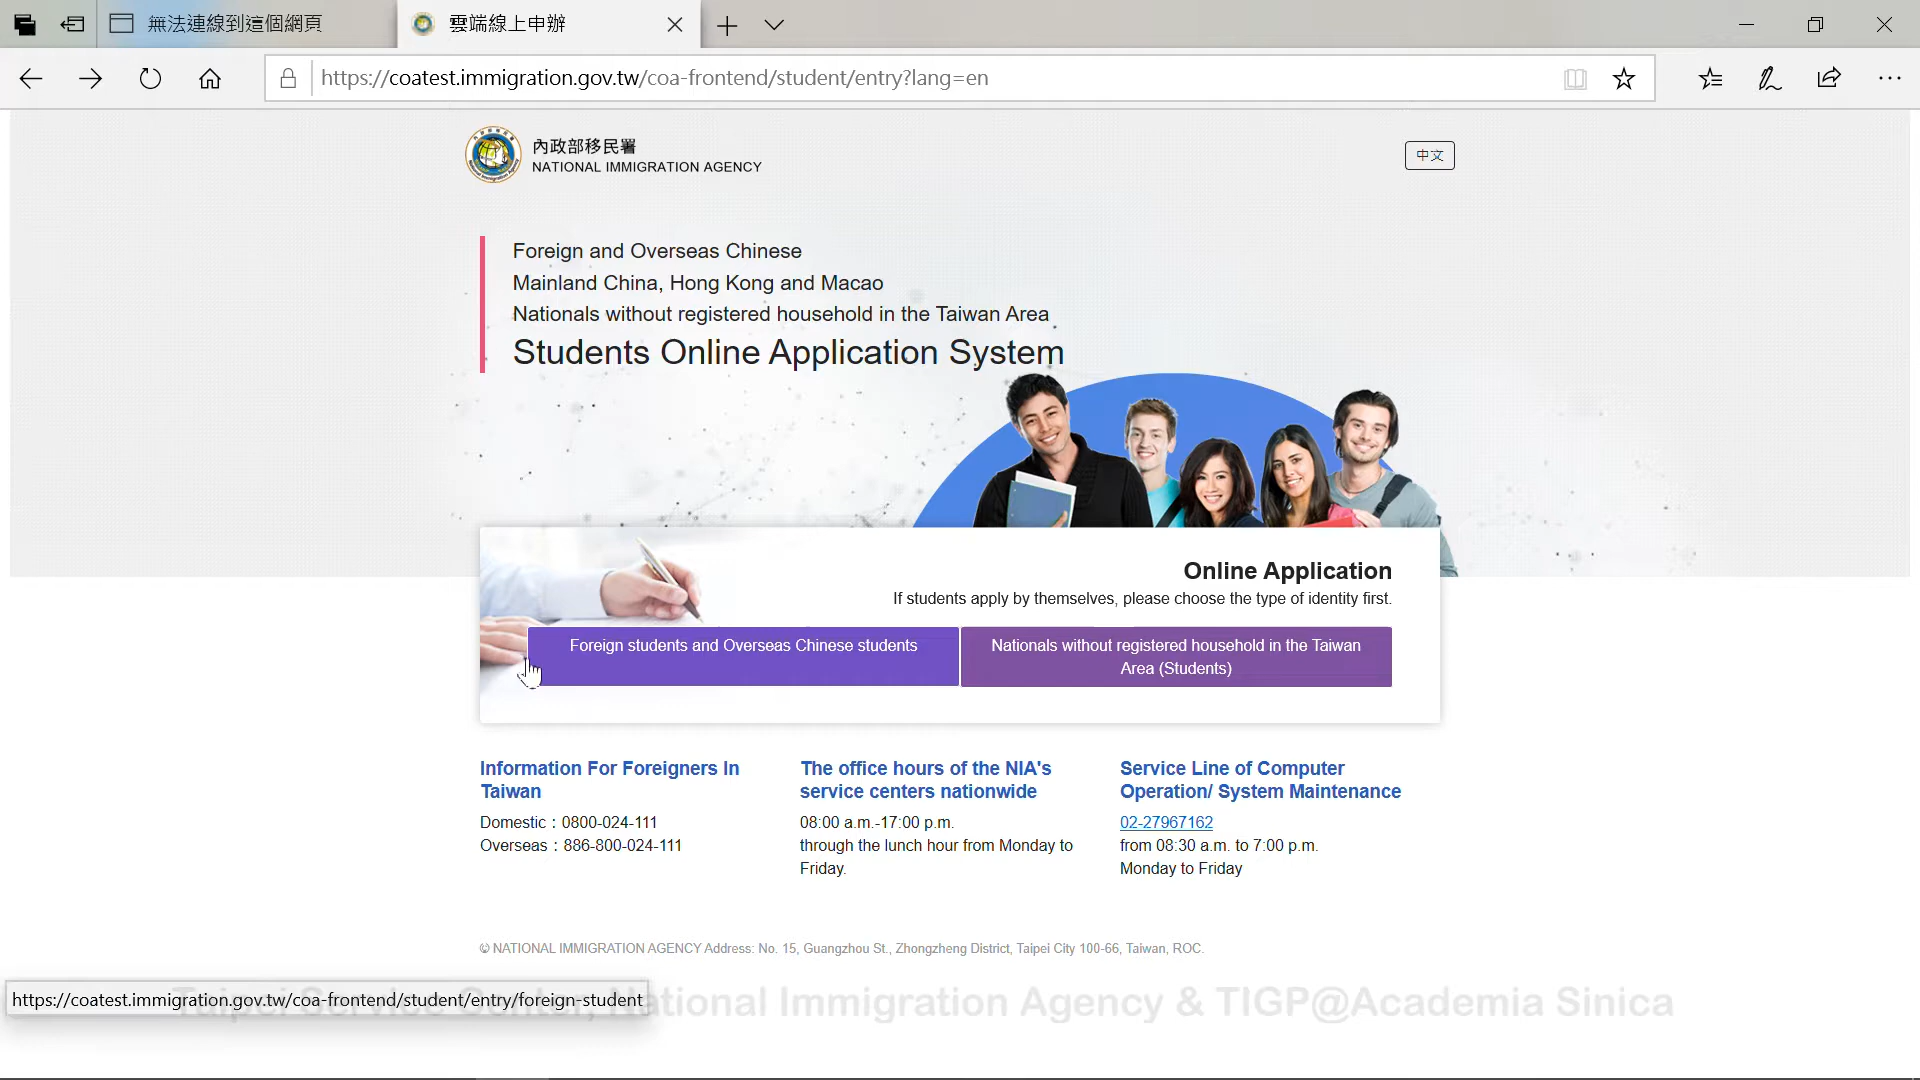 無法連線到這個網頁
雲端線上申辦
https://coatest.immigration.gov.tw/coa-frontend/student/entry?lang=en
內政部移民署
NATIONAL IMMIGRATION AGENCY
中文
Foreign and Overseas Chinese
Mainland China, Hong Kong and Macao
Nationals without registered household in the Taiwan Area
Students Online Application System
Online Application
If students apply by themselves, please choose the type of identity first.
Foreign students and Overseas Chinese students
Nationals without registered household in the Taiwan
Area (Students)
Information For Foreigners In
Taiwan
Domestic：0800-024-111
Overseas：886-800-024-111
The office hours of the NIA's
service centers nationwide
08:00 a.m.-17:00 p.m.
through the lunch hour from Monday to
Friday.
Service Line of Computer
Operation/ System Maintenance
02-27967162
from 08:30 a.m. to 7:00 p.m.
Monday to Friday
© NATIONAL IMMIGRATION AGENCY Address: No. 15, Guangzhou St., Zhongzheng District, Taipei City 100-66, Taiwan, ROC.
https://coatest.immigration.gov.tw/coa-frontend/student/entry/foreign-student
Taipei Service Center, National Immigration Agency & TIGP@Academia Sinica